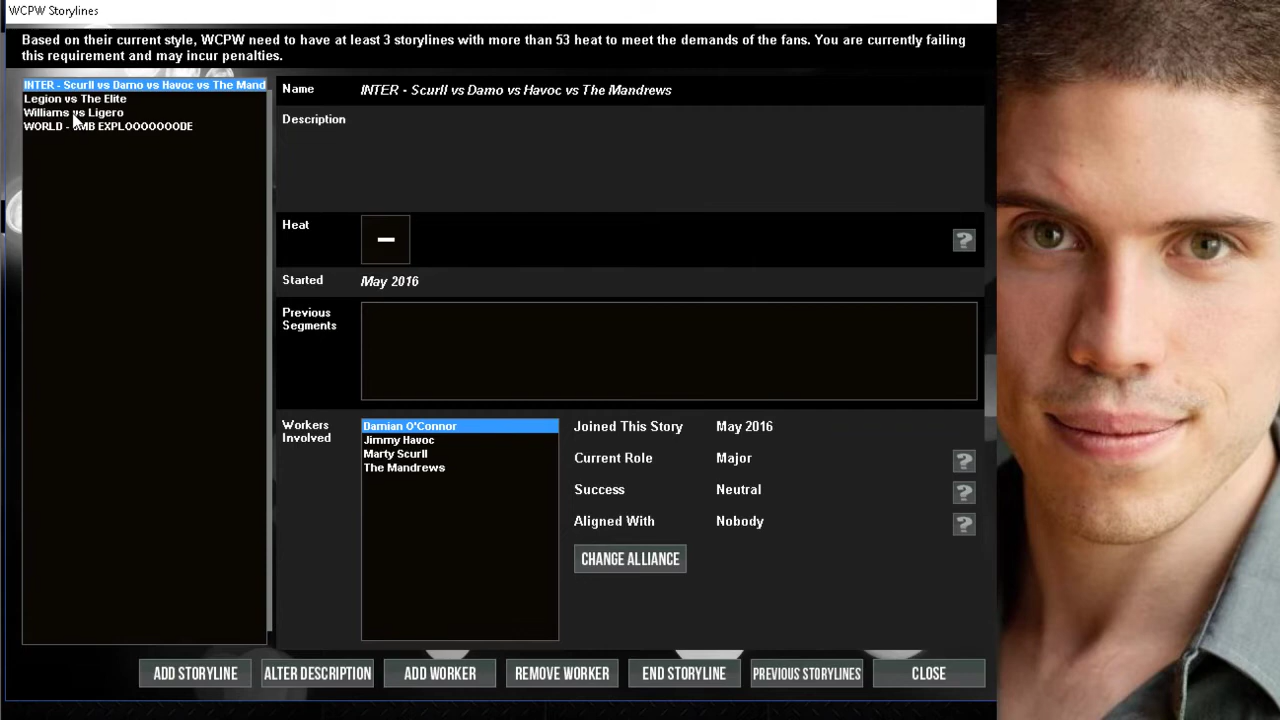 WCPW Storylines
Based on their current style, WCPW need to have at least 3 storylines with more than 53 heat to meet the demands of the fans. You are currently failing
this requirement and may incur penalties.
INTER - Scurll vs Damo vs Havoc vs The Mand
Legion vs The Elite
Williams vs Ligero
WORLD - EXPLOOOOOOODE
Name
INTER - Scurll vs Damo vs Havoc vs The Mandrews
Description
Heat
–
?
Started
May 2016
Previous
Segments
Workers
Involved
Damian O'Connor
Jimmy Havoc
Marty Scurll
The Mandrews
Joined This Story
May 2016
Current Role
Major
?
Success
Neutral
?
Aligned With
Nobody
?
CHANGE ALLIANCE
ADD STORYLINE
ALTER DESCRIPTION
ADD WORKER
REMOVE WORKER
END STORYLINE
PREVIOUS STORYLINES
CLOSE